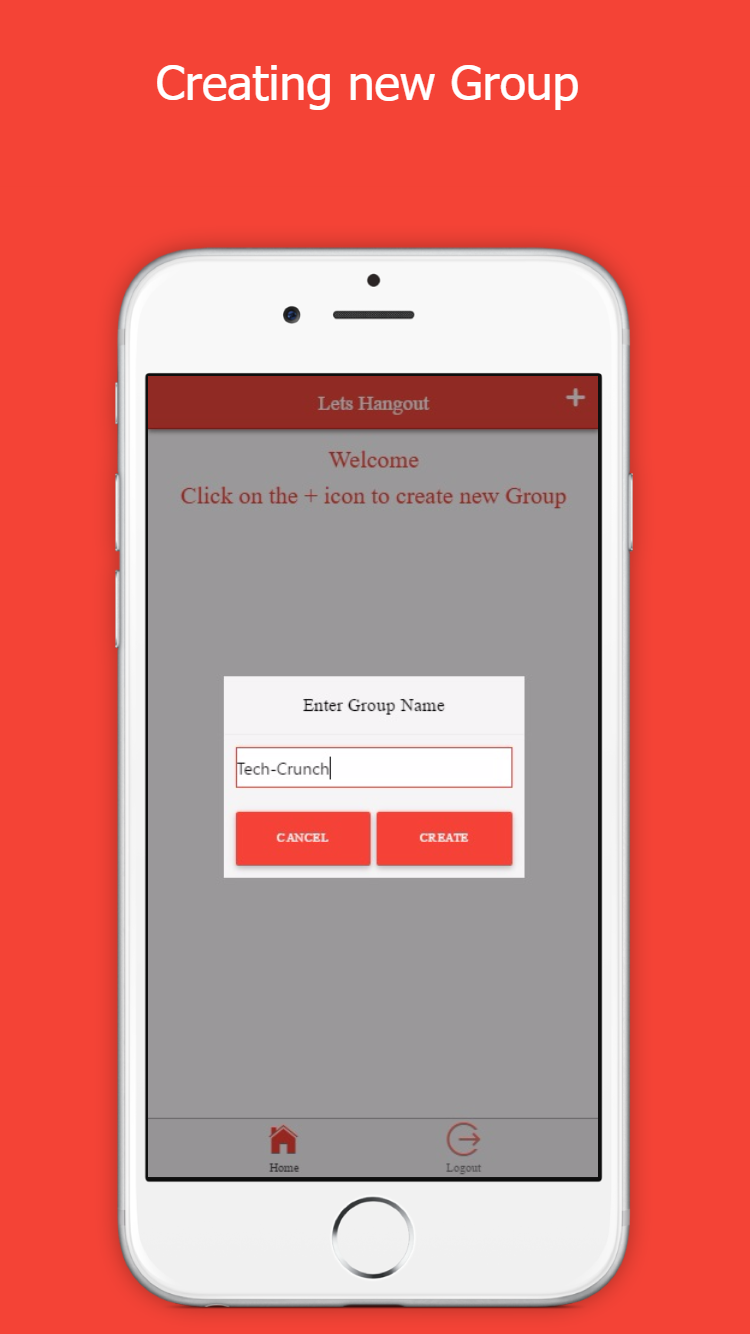 Creating new Group
Lets Hangout +
Welcome
Click on the + icon to create new Group
Enter Group Name
Tech-Crunch
CANCEL CREATE
Home Logout